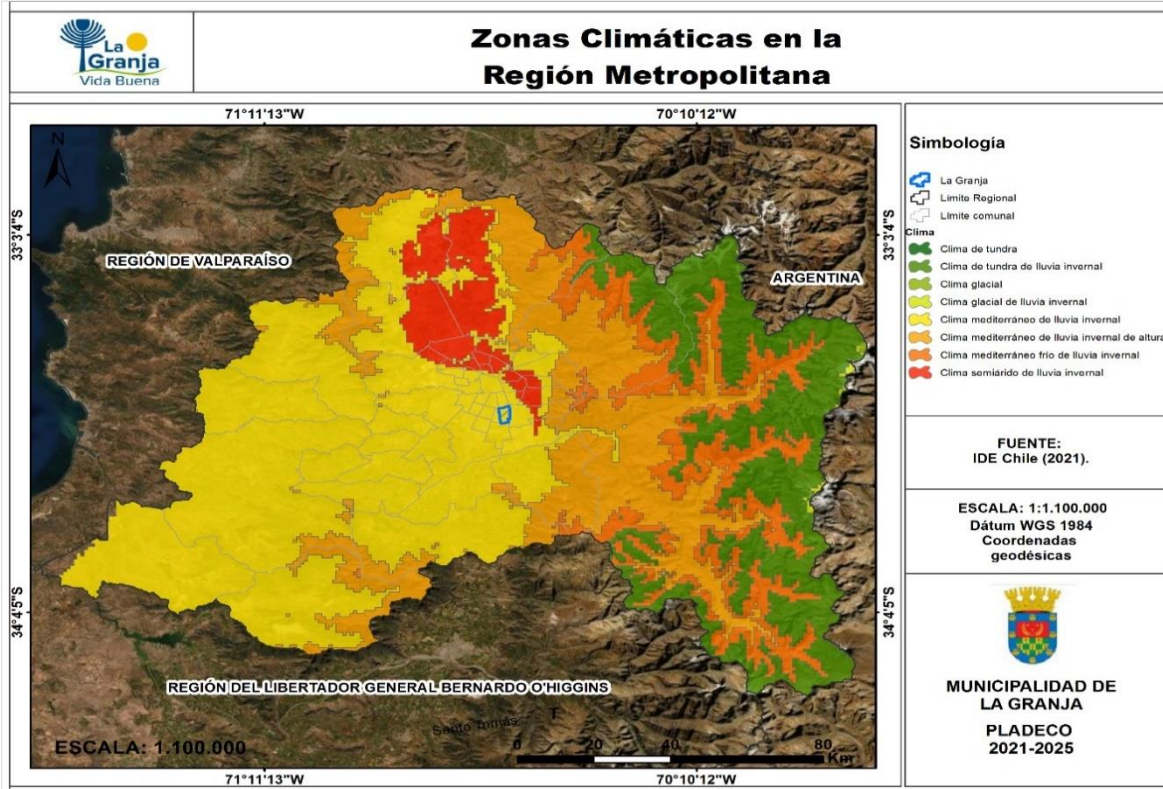 La
Granja
Vida Buena
Zonas Climáticas en la
Región Metropolitana
71°11'13"W
70°10'12"W
N
33°3'4"S
33°3'4"S
REGIÓN DE VALPARAÍSO
ARGENTINA
34°4'5"S
34°4'5"S
REGIÓN DEL LIBERTADOR GENERAL BERNARDO O'HIGGINS
Santo Tomás
T
ESCALA: 1.100.000
0 20 40 80
Km
71°11'13"W
70°10'12"W
Simbología
La Granja
Límite Regional
Límite comunal
Clima
Clima de tundra
Clima de tundra de lluvia invernal
Clima glacial
Clima glacial de lluvia invernal
Clima mediterráneo de lluvia invernal
Clima mediterráneo de lluvia invernal de altura
Clima mediterráneo frío de lluvia invernal
Clima semiarido de lluvia invernal
FUENTE:
IDE Chile (2021).
ESCALA: 1:1.100.000
Dátum WGS 1984
Coordenadas
geodésicas
MUNICIPALIDAD DE
LA GRANJA
PLADECO
2021-2025